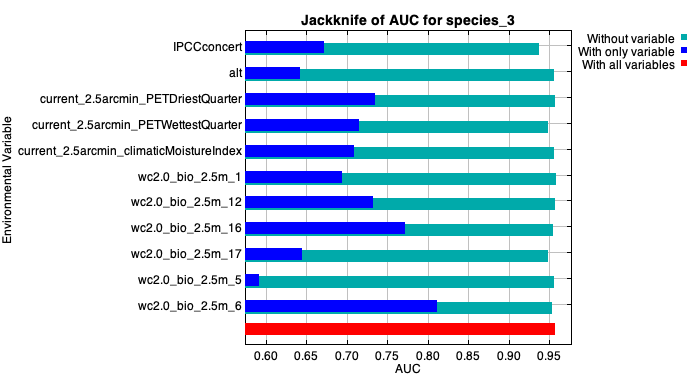 Jackknife of AUC for species_3
Without variable
With only variable
With all variables
Environmental Variable
IPCCconcert
alt
current_2.5arcmin_PETDriestQuarter
current_2.5arcmin_PETWettestQuarter
current_2.5arcmin_climaticMoistureIndex
wc2.0_bio_2.5m_1
wc2.0_bio_2.5m_12
wc2.0_bio_2.5m_16
wc2.0_bio_2.5m_17
wc2.0_bio_2.5m_5
wc2.0_bio_2.5m_6
0.60 0.65 0.70 0.75 0.80 0.85 0.90 0.95
AUC